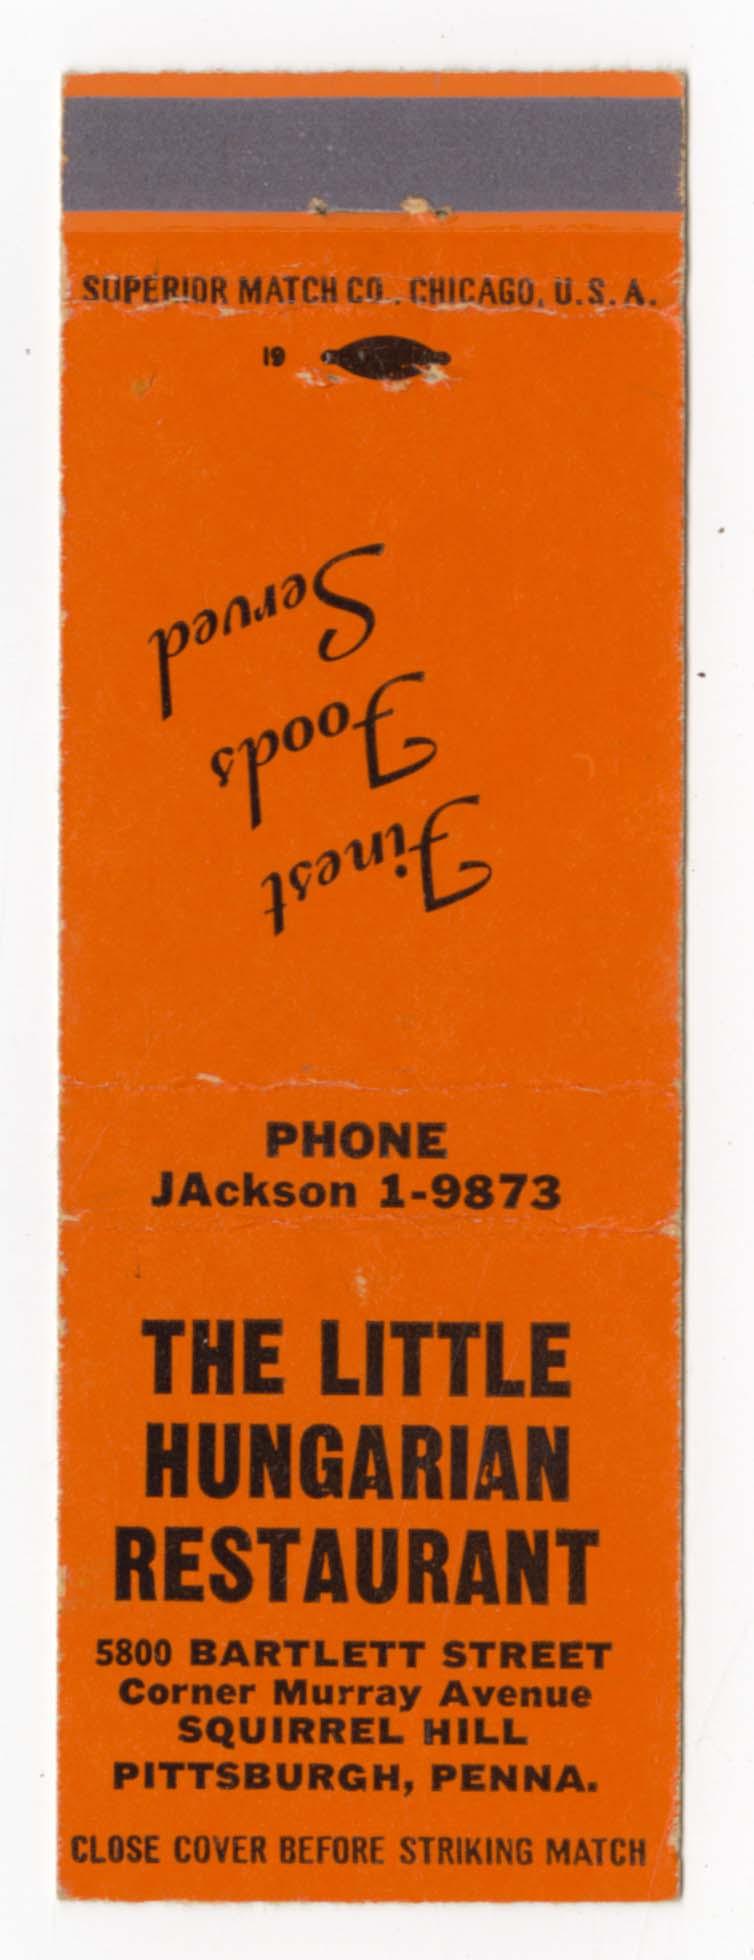 SUPERIOR MATCH CO., CHICAGO, U.S.A.
19
Finest
Foods
Served
PHONE
JAckson 1-9873
THE LITTLE
HUNGARIAN
RESTAURANT
5800 BARTLETT STREET
Corner Murray Avenue
SQUIRREL HILL
PITTSBURGH, PENNA.
CLOSE COVER BEFORE STRIKING MATCH